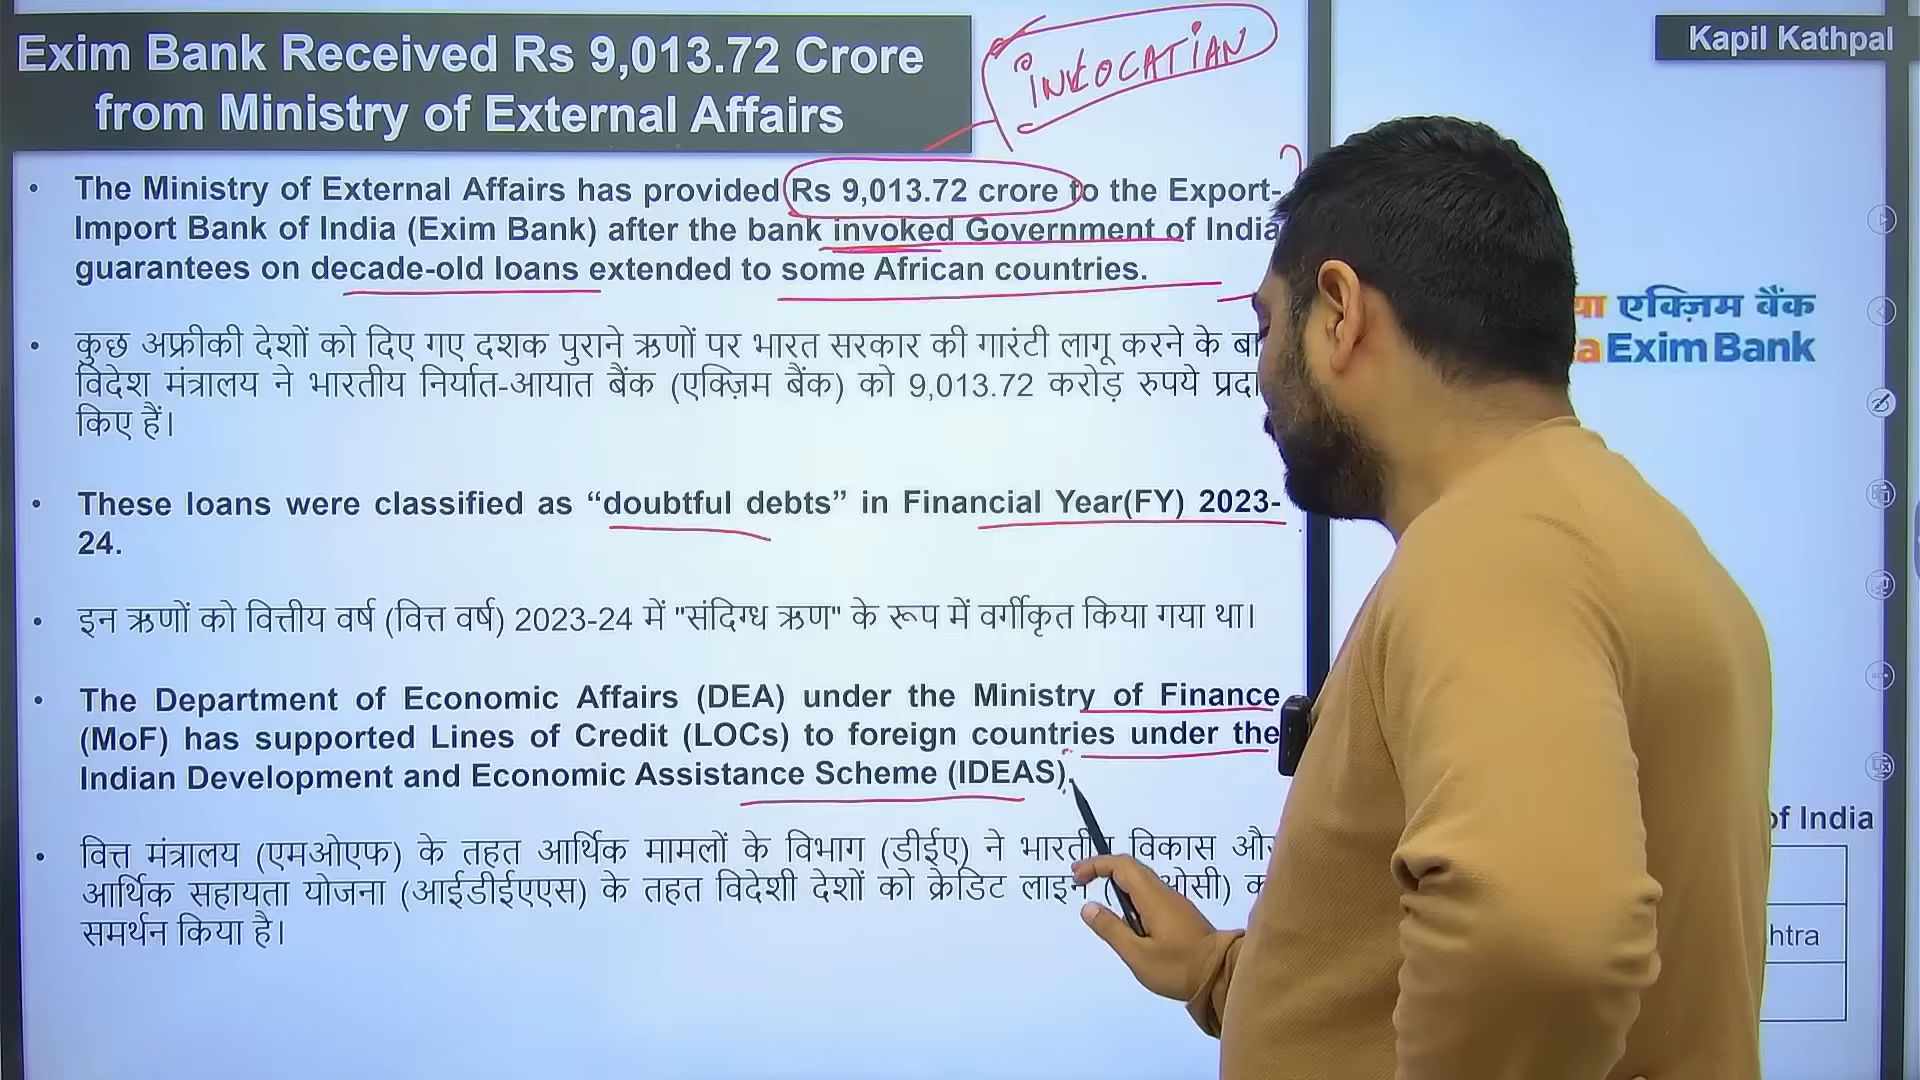 Exim Bank Received Rs 9,013.72 Crore
from Ministry of External Affairs
INVOCATIAN
Kapil Kathpal
• The Ministry of External Affairs has provided Rs 9,013.72 crore to the Export-
Import Bank of India (Exim Bank) after the bank invoked Government of India
guarantees on decade-old loans extended to some African countries.
• कुछ अफ्रीकी देशों को दिए गए दशक पुराने ऋणों पर भारत सरकार की गारंटी लागू करने के
विदेश मंत्रालय ने भारतीय निर्यात-आयात बैंक (एक्ज़िम बैंक) को 9,013.72 करोड़ रुपये
किए हैं।
• These loans were classified as “doubtful debts” in Financial Year(FY) 2023-
24.
• इन ऋणों को वित्तीय वर्ष (वित्त वर्ष) 2023-24 में "संदिग्ध ऋण" के रूप में वर्गीकृत किया गया था।
• The Department of Economic Affairs (DEA) under the Ministry of Finance
(MoF) has supported Lines of Credit (LOCs) to foreign countries under the
Indian Development and Economic Assistance Scheme (IDEAS).
• वित्त मंत्रालय (एमओएफ) के तहत आर्थिक मामलों के विभाग (डीईए) ने भारतीय विकास
आर्थिक सहायता योजना (आईडीईएएस) के तहत विदेशी देशों को क्रेडिट लाइन
समर्थन किया है।
एक्ज़िम बैंक
Exim Bank
of India